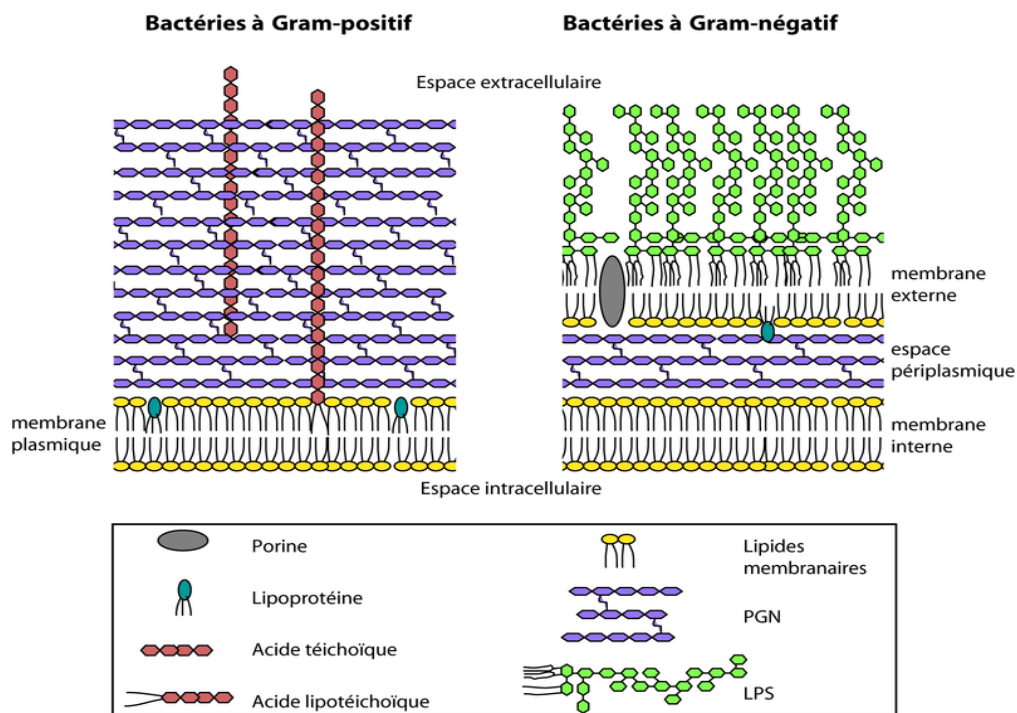 Bactéries à Gram-positif
Bactéries à Gram-négatif
Espace extracellulaire
membrane
externe
espace
périplasmique
membrane
plasmique
membrane
interne
Espace intracellulaire
Porine
Lipoprotéine
Acide téichoïque
Acide lipotéichoïque
Lipides
membranaires
PGN
LPS